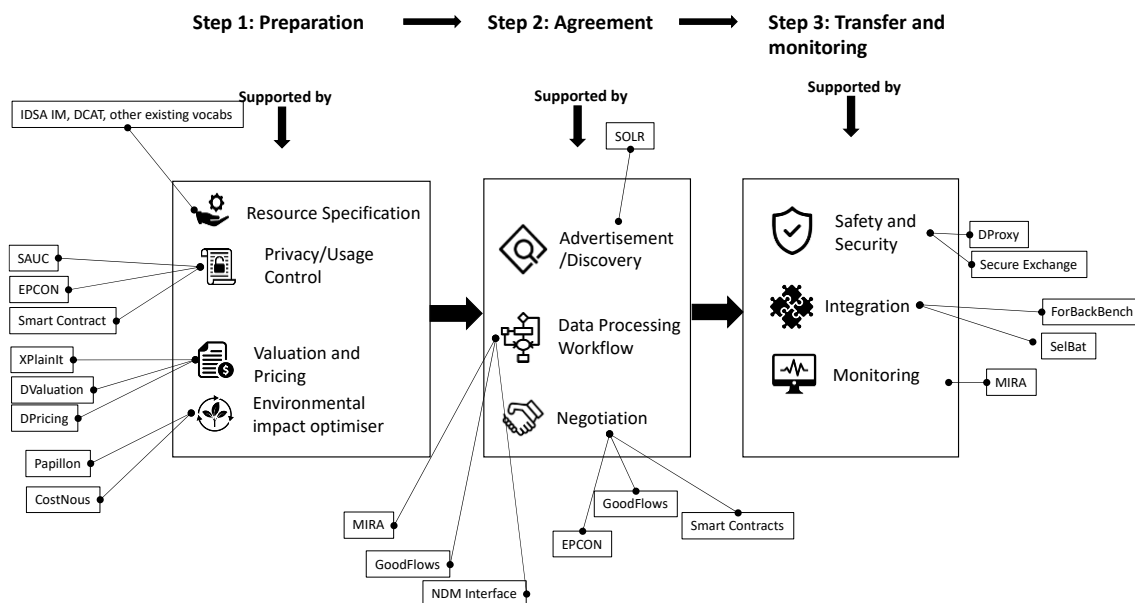 Step 1: Preparation
Step 2: Agreement
Step 3: Transfer and
monitoring
Supported by
Supported by
Supported by
IDSA IM, DCAT, other existing vocabs
SOLR
Resource Specification
Privacy/Usage
Control
Valuation and
Pricing
Environmental
impact optimiser
SAUC
EPCON
Smart Contract
XPlainIt
DValuation
DPricing
Papillon
CostNous
Advertisement
/Discovery
Data Processing
Workflow
Negotiation
MIRA
GoodFlows
NDM Interface
EPCON
GoodFlows
Smart Contracts
Safety and
Security
Integration
Monitoring
DProxy
Secure Exchange
ForBackBench
SelBat
MIRA